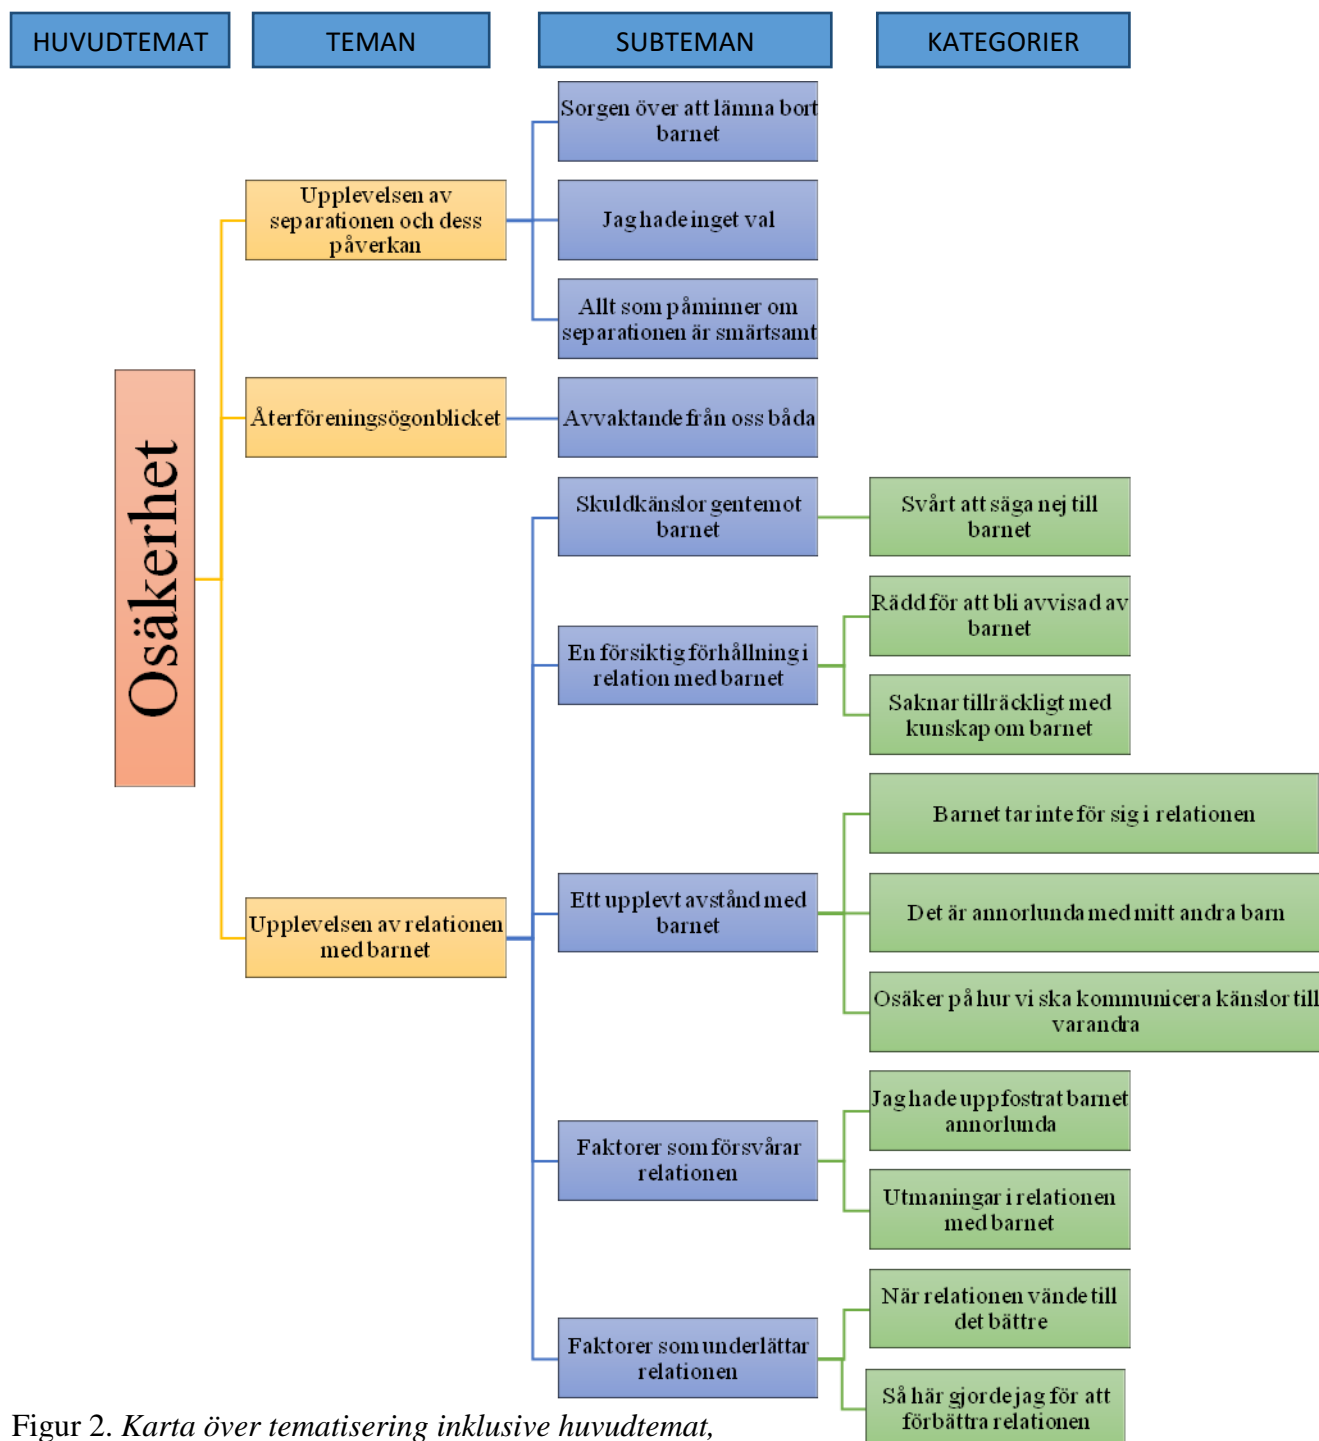 HUVUDTEMAT
TEMAN
SUBTEMAN
KATEGORIER
Osäkerhet
Upplevelsen av
separationen och dess
påverkan
Sorgen över att lämna bort
barnet
Jag hade inget val
Allt som påminner om
separationen är smärtsamt
Återföreningsögonblicket
Avvaktande från oss båda
Upplevelsen av relationen
med barnet
Skuldkänslor gentemot
barnet
Svårt att säga nej till
barnet
En försiktig förhållning i
relation med barnet
Rädd för att bli avvisad av
barnet
Saknar tillräckligt med
kunskap om barnet
Ett upplevt avstånd med
barnet
Barnet tar inte för sig i relationen
Det är annorlunda med mitt andra barn
Osäker på hur vi ska kommunicera känslor till
varandra
Faktorer som försvårar
relationen
Jag hade uppfostrat barnet
annorlunda
Utmaningar i relationen
med barnet
Faktorer som underlättar
relationen
När relationen vände till
det bättre
Så här gjorde jag för att
förbättra relationen
Figur 2. Karta över tematisering inklusive huvudtemat,